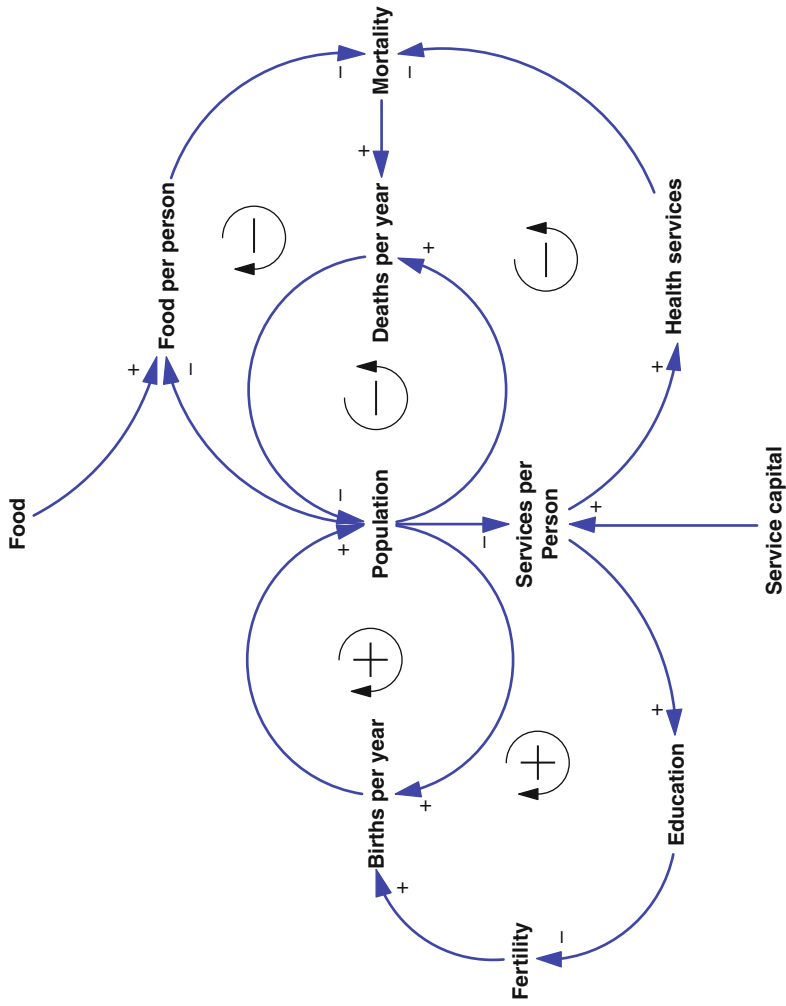 Food
Food per person
Mortality
Deaths per year
Population
Births per year
Services per
Person
Health services
Service capital
Education
Fertility
+
−
−
−
+
+
−
+
+
−
+
+
+
+
−
+
−
−
−
+
+